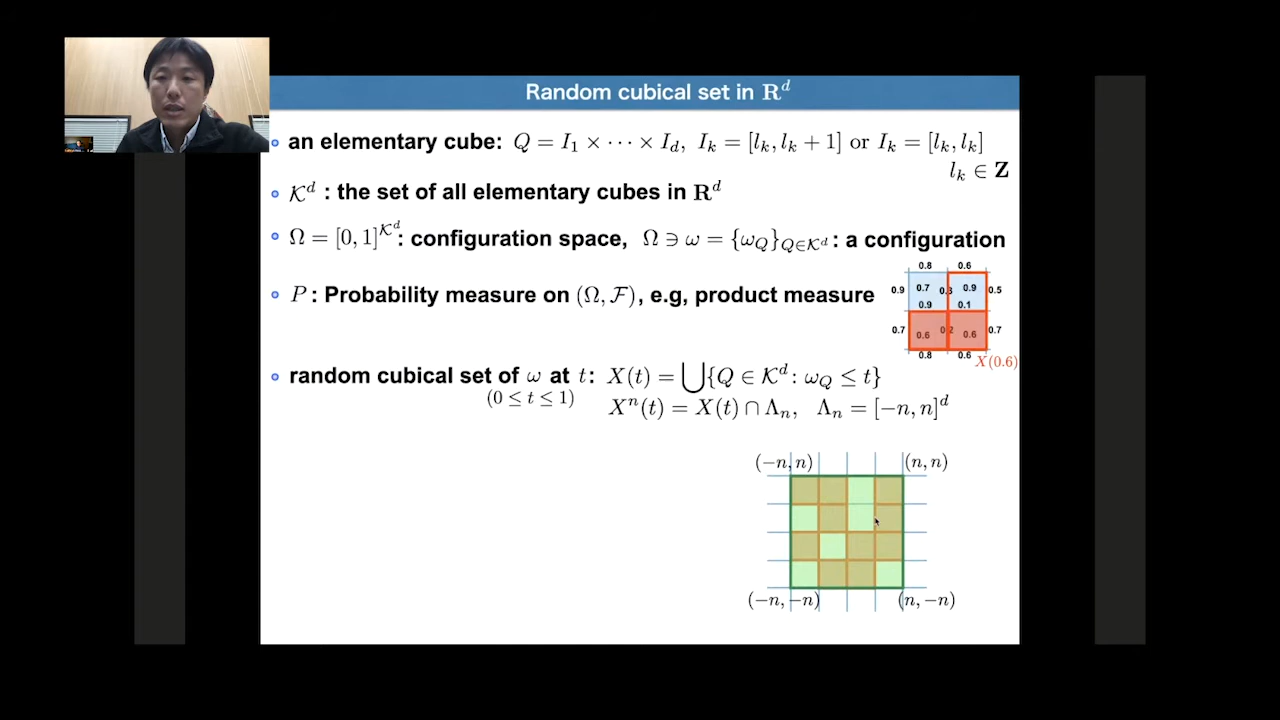 Random cubical set in R^d
an elementary cube: Q = I_1 × ··· × I_d, I_k = [l_k, l_k + 1] or I_k = [l_k, l_k]
l_k ∈ Z
K^d : the set of all elementary cubes in R^d
Ω = [0, 1]^{K^d}: configuration space, Ω ∋ ω = {ω_Q}_{Q∈K^d} : a configuration
0.8 0.6
0.9 0.7 0.3 0.9 0.5
P : Probability measure on (Ω, F), e.g, product measure
0.9 0.1
0.7 0.6 0.2 0.6 0.7
0.8 0.6 X(0.6)
random cubical set of ω at t: X(t) = ⋃{Q ∈ K^d : ω_Q ≤ t}
(0 ≤ t ≤ 1)
X^n(t) = X(t) ∩ Λ_n, Λ_n = [−n, n]^d
(−n, n) (n, n)
(−n, −n) (n, −n)